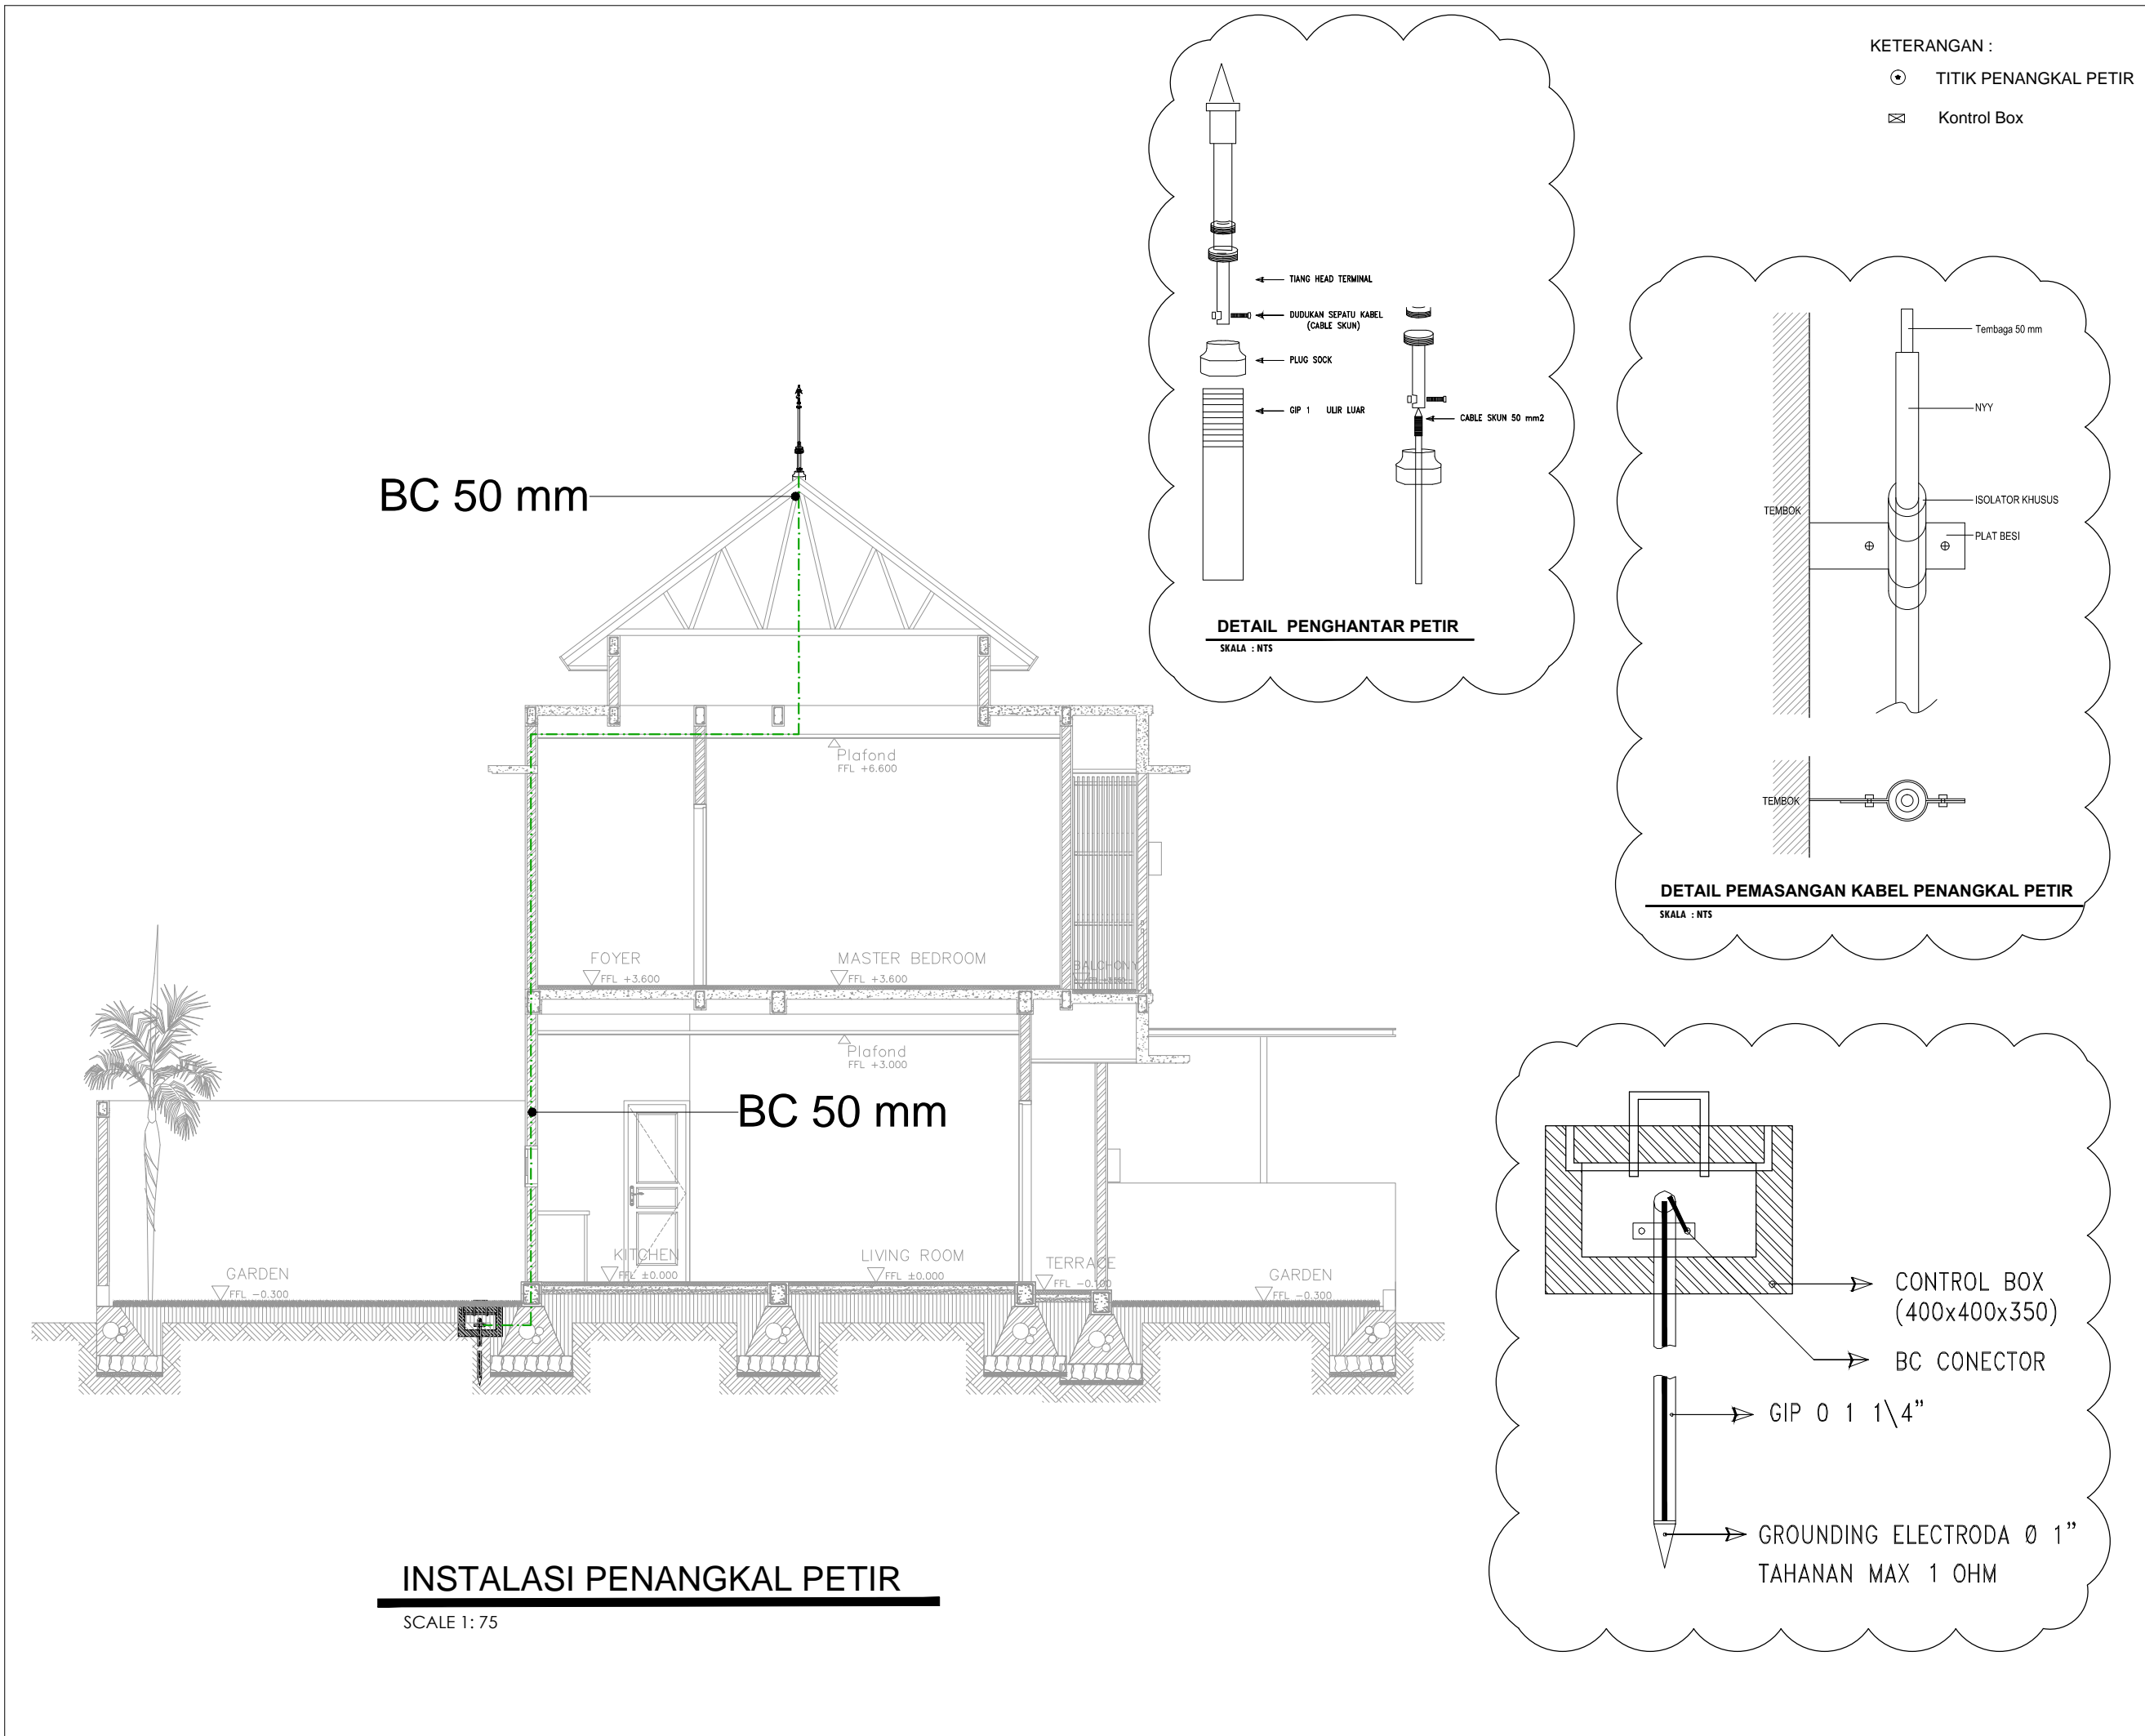 KETERANGAN :
TITIK PENANGKAL PETIR
Kontrol Box
TIANG HEAD TERMINAL
DUDUKAN SEPATU KABEL
(CABLE SKUN)
PLUG SOCK
GIP 1 ULIR LUAR
CABLE SKUN 50 mm2
DETAIL PENGHANTAR PETIR
SKALA : NTS
Tembaga 50 mm
NYY
TEMBOK
ISOLATOR KHUSUS
PLAT BESI
TEMBOK
DETAIL PEMASANGAN KABEL PENANGKAL PETIR
SKALA : NTS
BC 50 mm
Plafond
FFL +6.600
FOYER
FFL +3.600
MASTER BEDROOM
FFL +3.600
BALCHONY
Plafond
FFL +3.000
BC 50 mm
GARDEN
FFL -0.300
KITCHEN
FFL ±0.000
LIVING ROOM
FFL ±0.000
TERRACE
FFL -0.100
GARDEN
FFL -0.300
CONTROL BOX
(400x400x350)
BC CONECTOR
GIP 0 1 1\4"
GROUNDING ELECTRODA Ø 1"
TAHANAN MAX 1 OHM
INSTALASI PENANGKAL PETIR
SCALE 1: 75